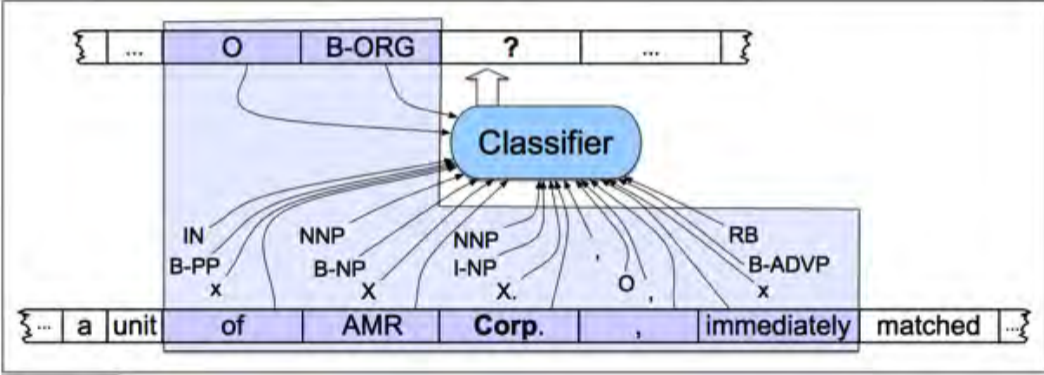 ... O B-ORG ? ...
Classifier
IN NNP NNP , RB
B-PP B-NP I-NP O B-ADVP
x X X. , x
... a unit of AMR Corp. , immediately matched ...